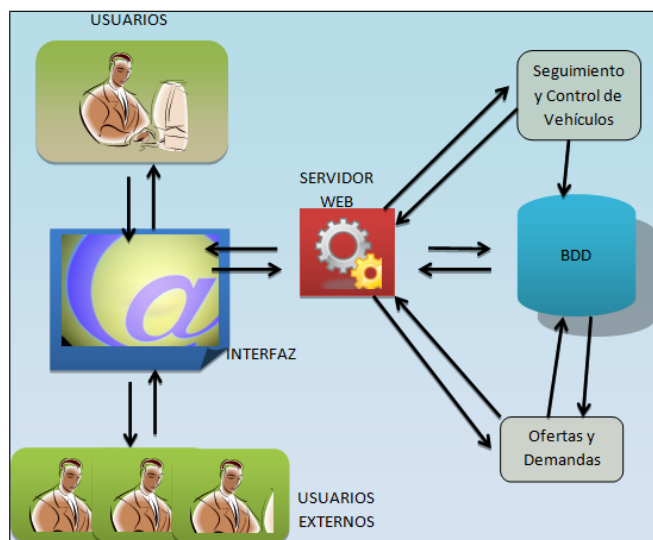 USUARIOS
Seguimiento
y Control de
Vehículos
SERVIDOR
WEB
BDD
INTERFAZ
Ofertas y
Demandas
USUARIOS
EXTERNOS